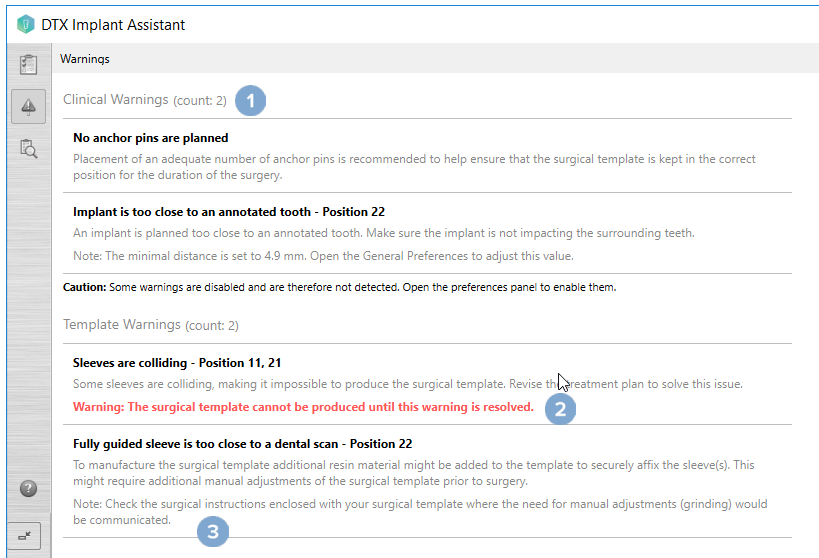 DTX Implant Assistant
Warnings
Clinical Warnings (count: 2) 1
No anchor pins are planned
Placement of an adequate number of anchor pins is recommended to help ensure that the surgical template is kept in the correct
position for the duration of the surgery.
Implant is too close to an annotated tooth - Position 22
An implant is planned too close to an annotated tooth. Make sure the implant is not impacting the surrounding teeth.
Note: The minimal distance is set to 4.9 mm. Open the General Preferences to adjust this value.
Caution: Some warnings are disabled and are therefore not detected. Open the preferences panel to enable them.
Template Warnings (count: 2)
Sleeves are colliding - Position 11, 21
Some sleeves are colliding, making it impossible to produce the surgical template. Revise the treatment plan to solve this issue.
Warning: The surgical template cannot be produced until this warning is resolved. 2
Fully guided sleeve is too close to a dental scan - Position 22
To manufacture the surgical template additional resin material might be added to the template to securely affix the sleeve(s). This
might require additional manual adjustments of the surgical template prior to surgery.
Note: Check the surgical instructions enclosed with your surgical template where the need for manual adjustments (grinding) would
be communicated. 3
?